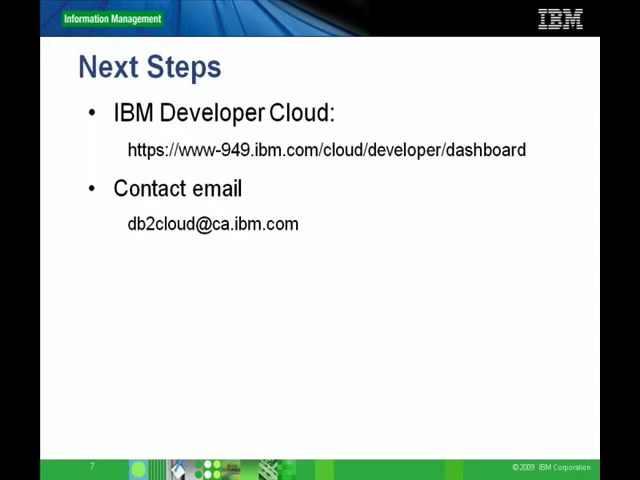 Information Management
IBM
Next Steps
• IBM Developer Cloud:
https://www-949.ibm.com/cloud/developer/dashboard
• Contact email
db2cloud@ca.ibm.com
7
© 2009 IBM Corporation